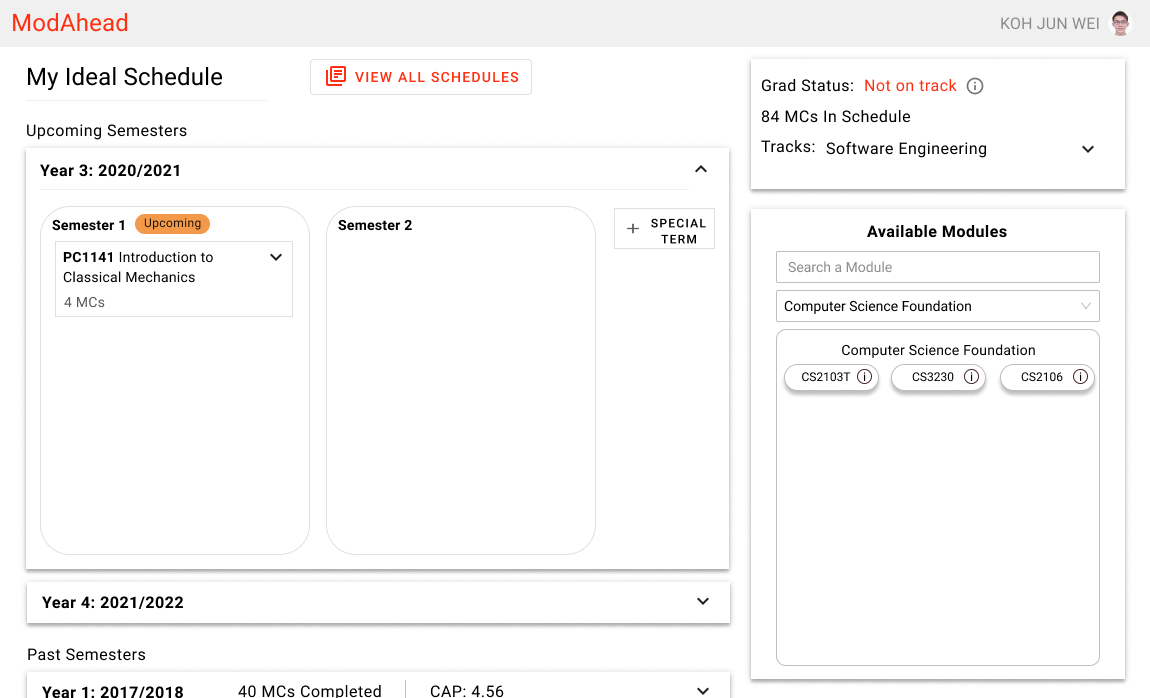 ModAhead
KOH JUN WEI
My Ideal Schedule
VIEW ALL SCHEDULES
Upcoming Semesters
Year 3: 2020/2021
Semester 1
Upcoming
PC1141 Introduction to
Classical Mechanics
4 MCs
Semester 2
+ SPECIAL
TERM
Year 4: 2021/2022
Past Semesters
Year 1: 2017/2018
40 MCs Completed
CAP: 4.56
Grad Status: Not on track
84 MCs In Schedule
Tracks: Software Engineering
Available Modules
Search a Module
Computer Science Foundation
Computer Science Foundation
CS2103T
CS3230
CS2106